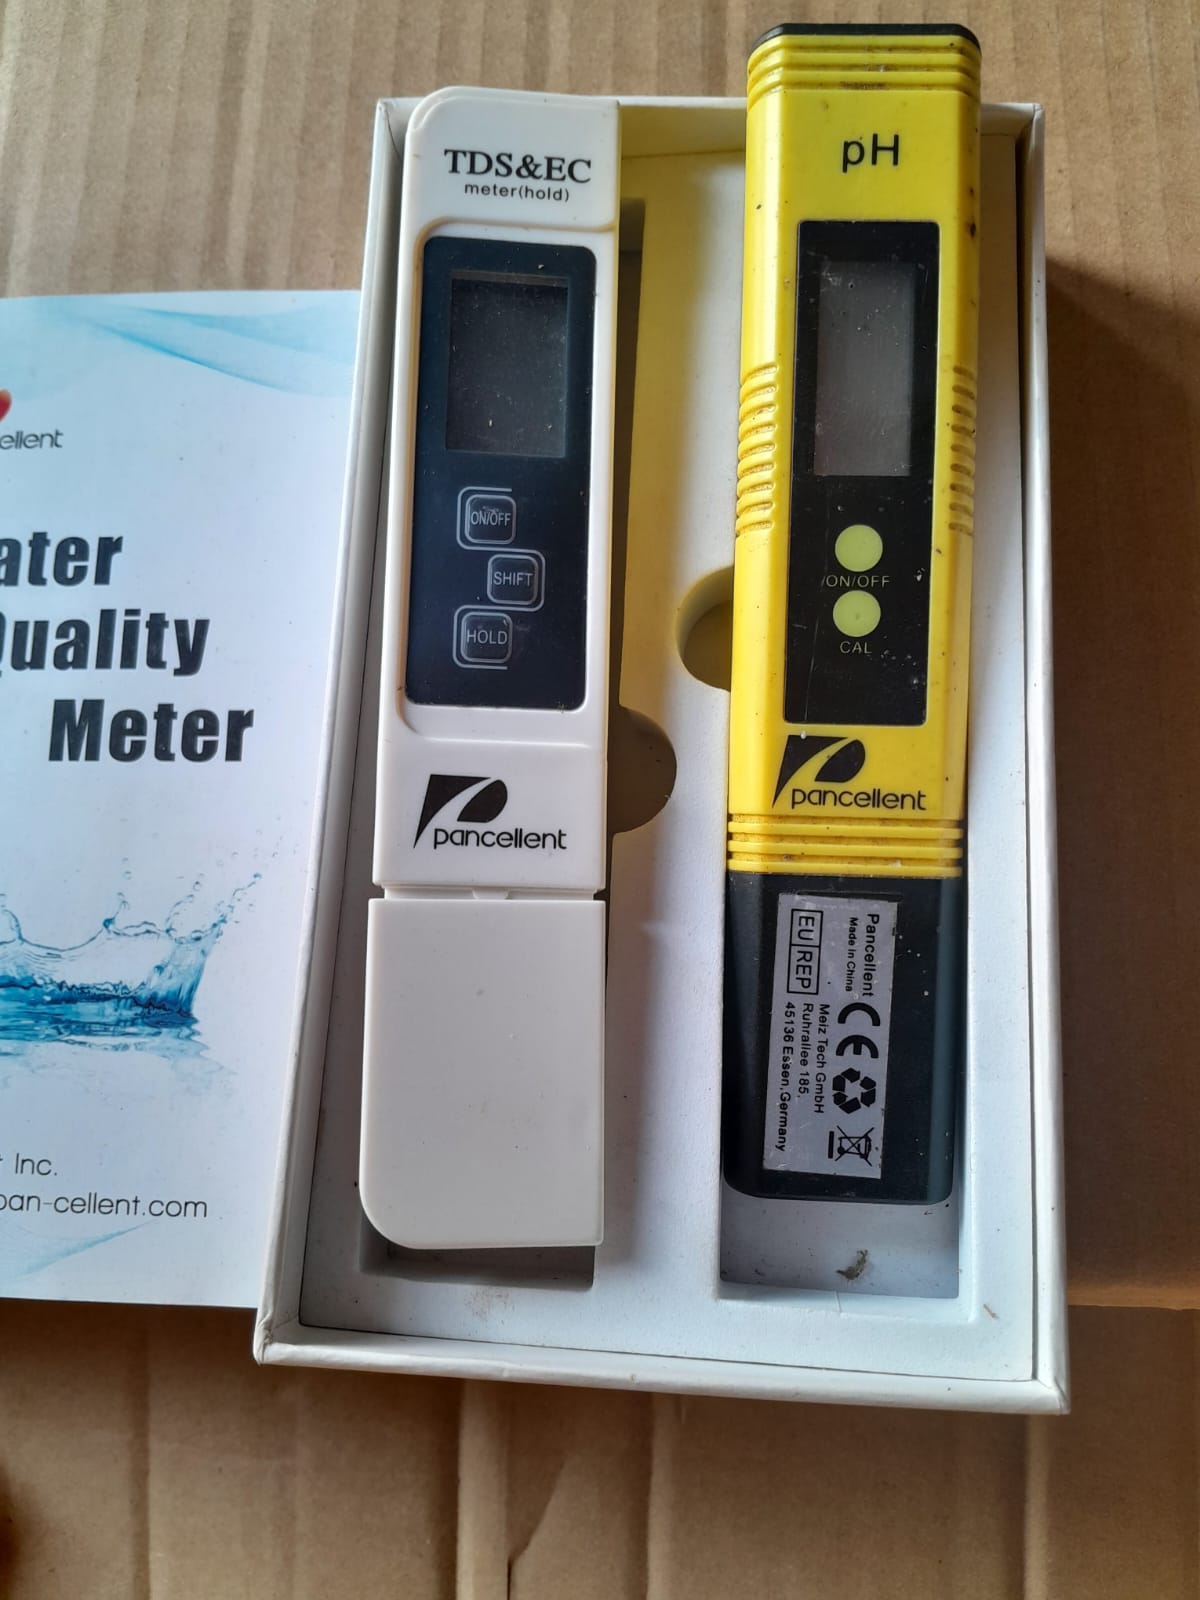 TDS&EC
meter(hold)
ON/OFF
SHIFT
HOLD
pancellent
pH
ON/OFF
CAL
pancellent
Pancellent
Made in China
CE
EU REP
Meiz Tech GmbH
Ruhrallee 185,
45136 Essen,Germany
ellent
ater
Quality
Meter
t Inc.
pan-cellent.com